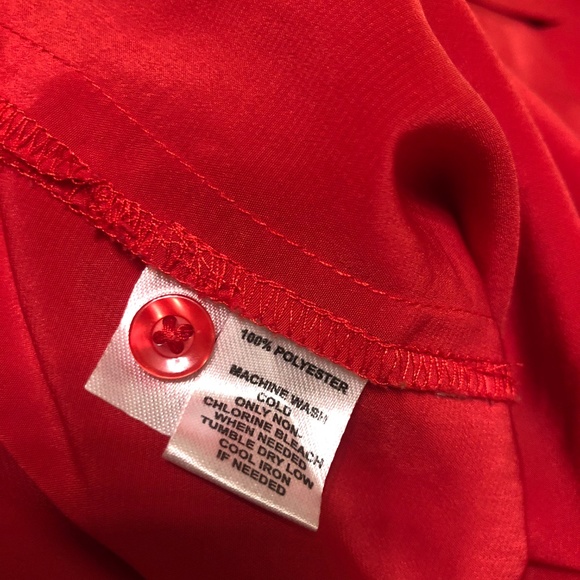 100% POLYESTER
MACHINE WASH
COLD
ONLY NON-
CHLORINE BLEACH
WHEN NEEDED
TUMBLE DRY LOW
COOL IRON
IF NEEDED